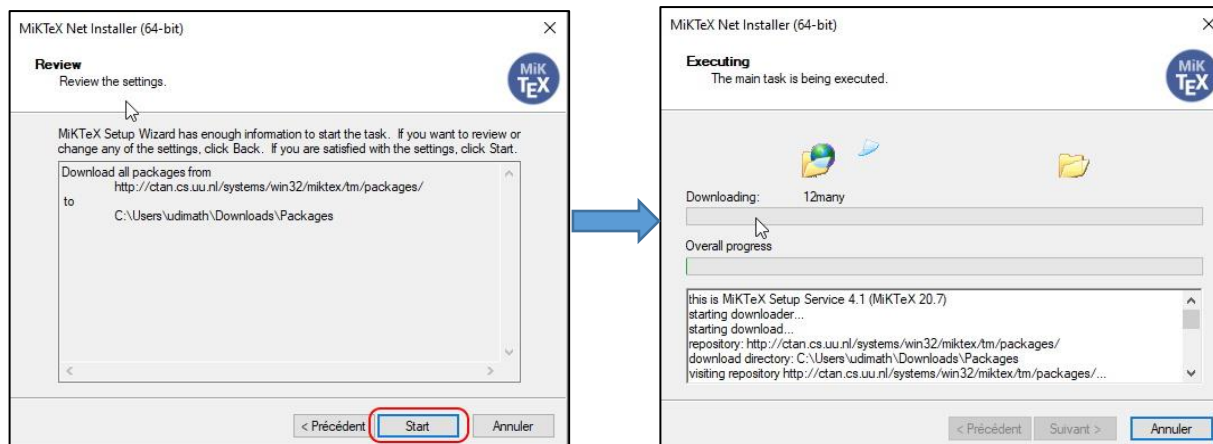 MiKTeX Net Installer (64-bit)
Review
Review the settings.
MiK
TEX
MiKTeX Setup Wizard has enough information to start the task. If you want to review or
change any of the settings, click Back. If you are satisfied with the settings, click Start.
Download all packages from
http://ctan.cs.uu.nl/systems/win32/miktex/tm/packages/
to
C:\Users\udimath\Downloads\Packages
< Précédent
Start
Annuler
MiKTeX Net Installer (64-bit)
Executing
The main task is being executed.
MiK
TEX
Downloading: 12many
Overall progress
this is MiKTeX Setup Service 4.1 (MiKTeX 20.7)
starting downloader...
starting download...
repository: http://ctan.cs.uu.nl/systems/win32/miktex/tm/packages/
download directory: C:\Users\udimath\Downloads\Packages
visiting repository http://ctan.cs.uu.nl/systems/win32/miktex/tm/packages/...
< Précédent
Suivant >
Annuler